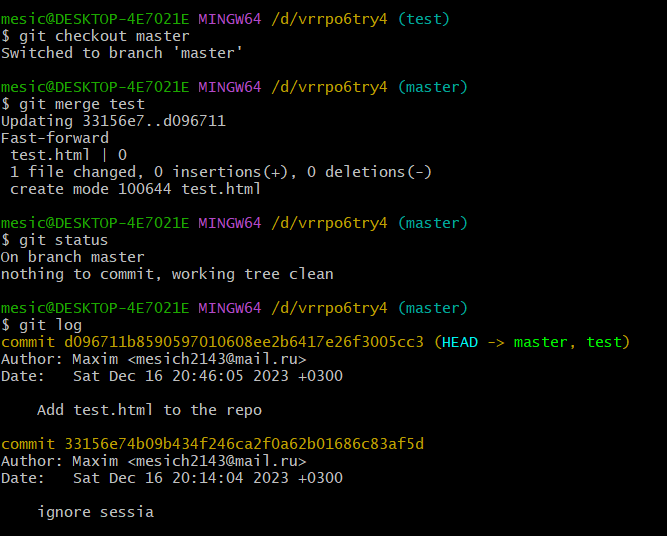 mesic@DESKTOP-4E7021E MINGW64 /d/vrrpo6try4 (test)
$ git checkout master
Switched to branch 'master'
mesic@DESKTOP-4E7021E MINGW64 /d/vrrpo6try4 (master)
$ git merge test
Updating 33156e7..d096711
Fast-forward
 test.html | 0
 1 file changed, 0 insertions(+), 0 deletions(-)
 create mode 100644 test.html
mesic@DESKTOP-4E7021E MINGW64 /d/vrrpo6try4 (master)
$ git status
On branch master
nothing to commit, working tree clean
mesic@DESKTOP-4E7021E MINGW64 /d/vrrpo6try4 (master)
$ git log
commit d096711b8590597010608ee2b6417e26f3005cc3 (HEAD -> master, test)
Author: Maxim <mesich2143@mail.ru>
Date:   Sat Dec 16 20:46:05 2023 +0300
    Add test.html to the repo
commit 33156e74b09b434f246ca2f0a62b01686c83af5d
Author: Maxim <mesich2143@mail.ru>
Date:   Sat Dec 16 20:14:04 2023 +0300
    ignore sessia